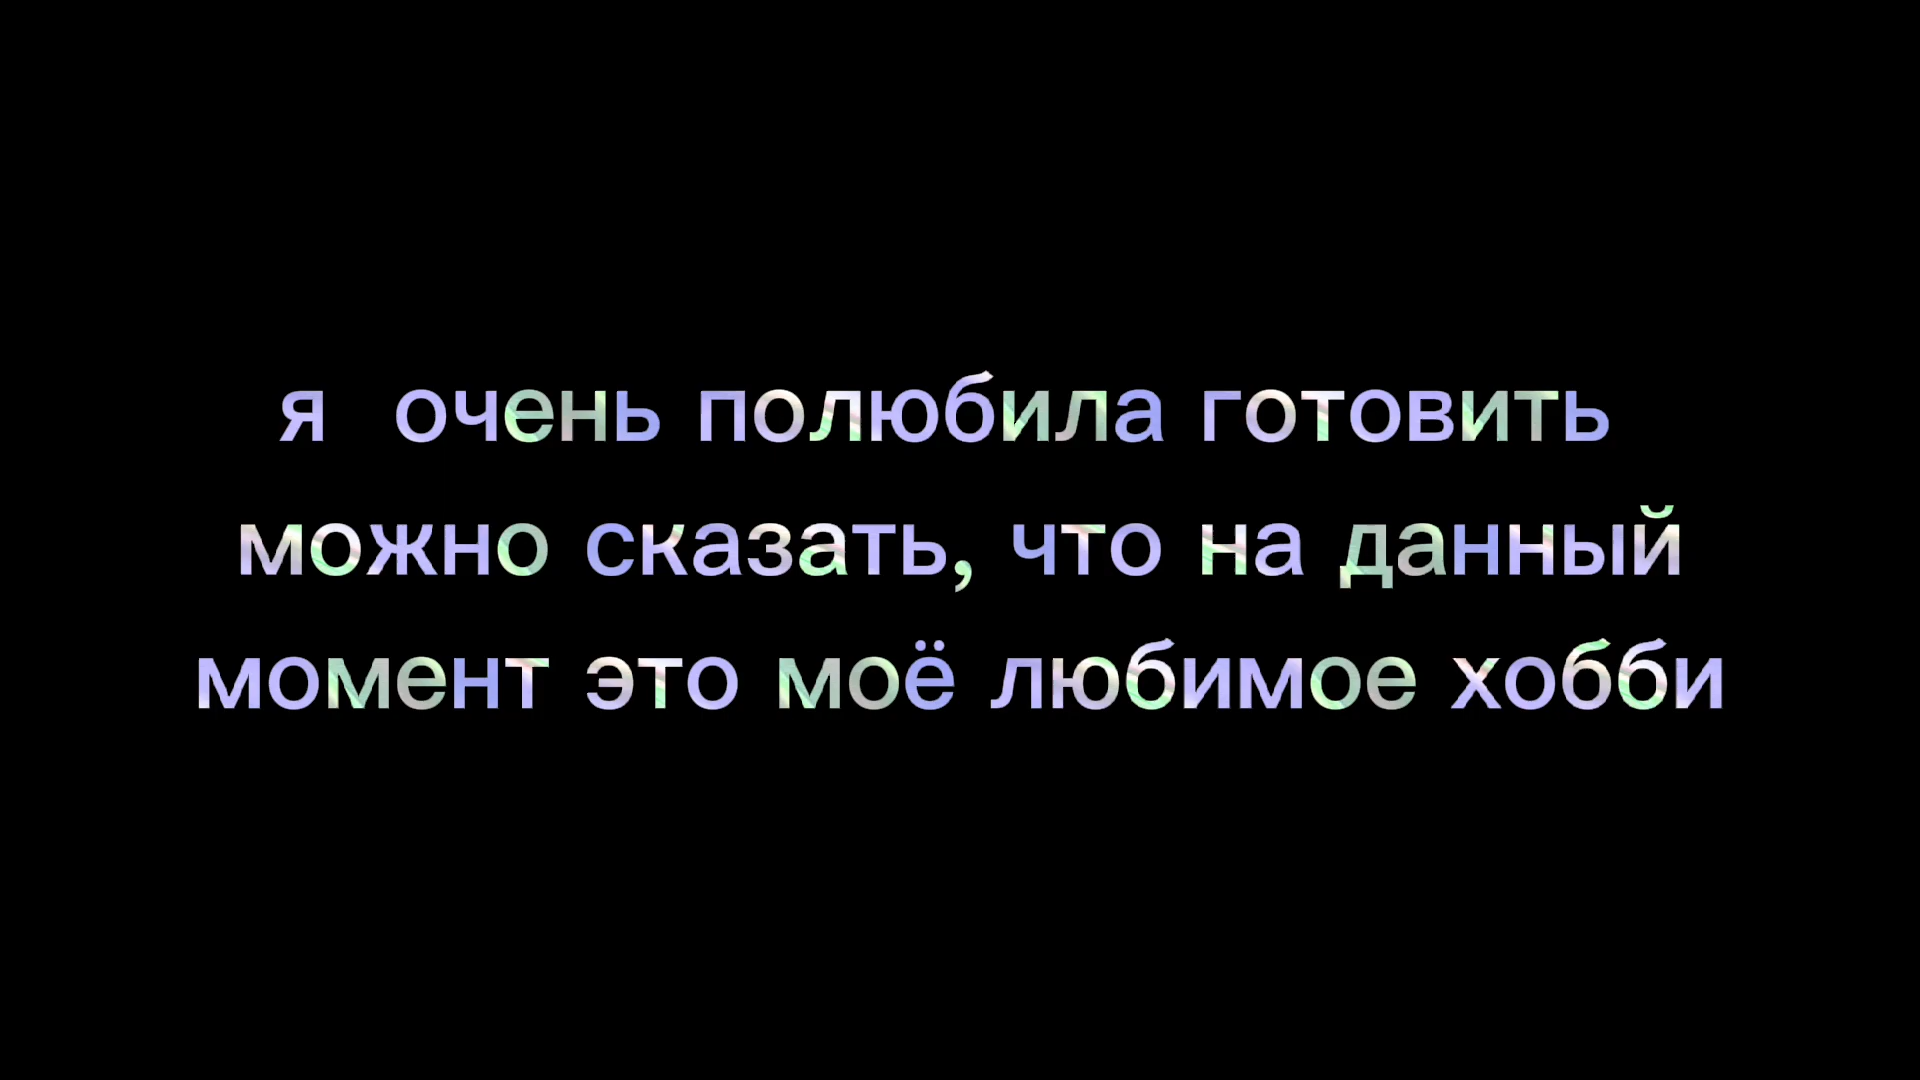 я  очень полюбила готовить
можно сказать, что на данный
момент это моё любимое хобби